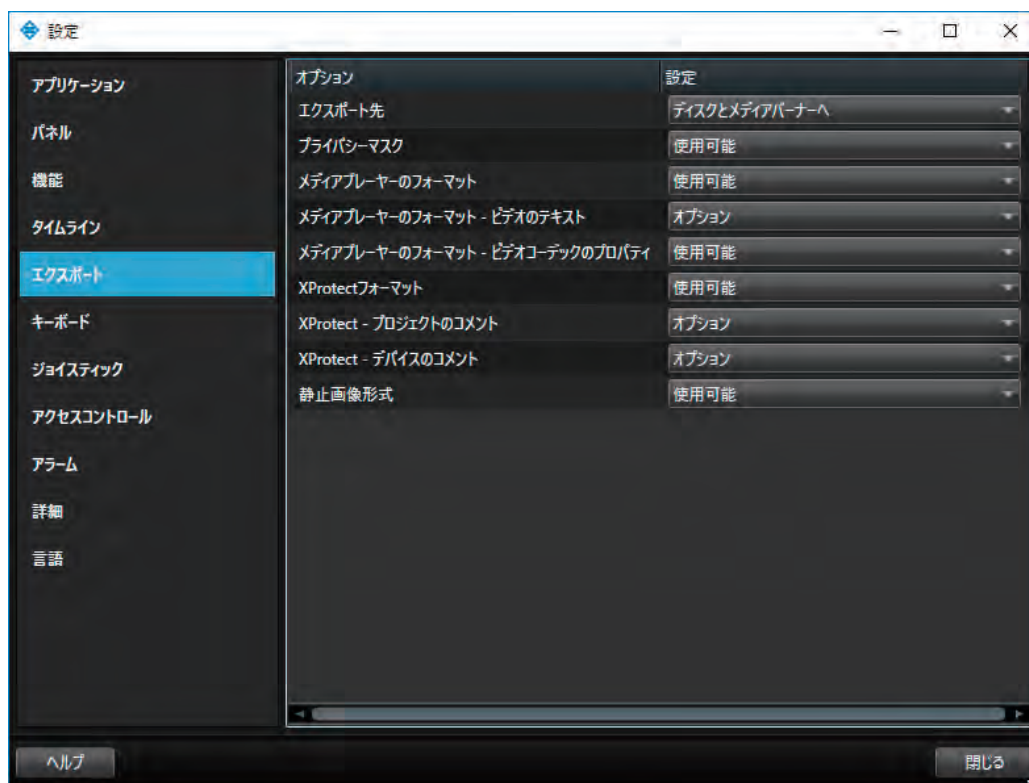 設定
アプリケーション
パネル
機能
タイムライン
エクスポート
キーボード
ジョイスティック
アクセスコントロール
アラーム
詳細
言語
オプション 設定
エクスポート先 ディスクとメディアバーナーへ
プライバシーマスク 使用可能
メディアプレーヤーのフォーマット 使用可能
メディアプレーヤーのフォーマット - ビデオのテキスト オプション
メディアプレーヤーのフォーマット - ビデオコーデックのプロパティ 使用可能
XProtectフォーマット 使用可能
XProtect - プロジェクトのコメント オプション
XProtect - デバイスのコメント オプション
静止画像形式 使用可能
ヘルプ 閉じる